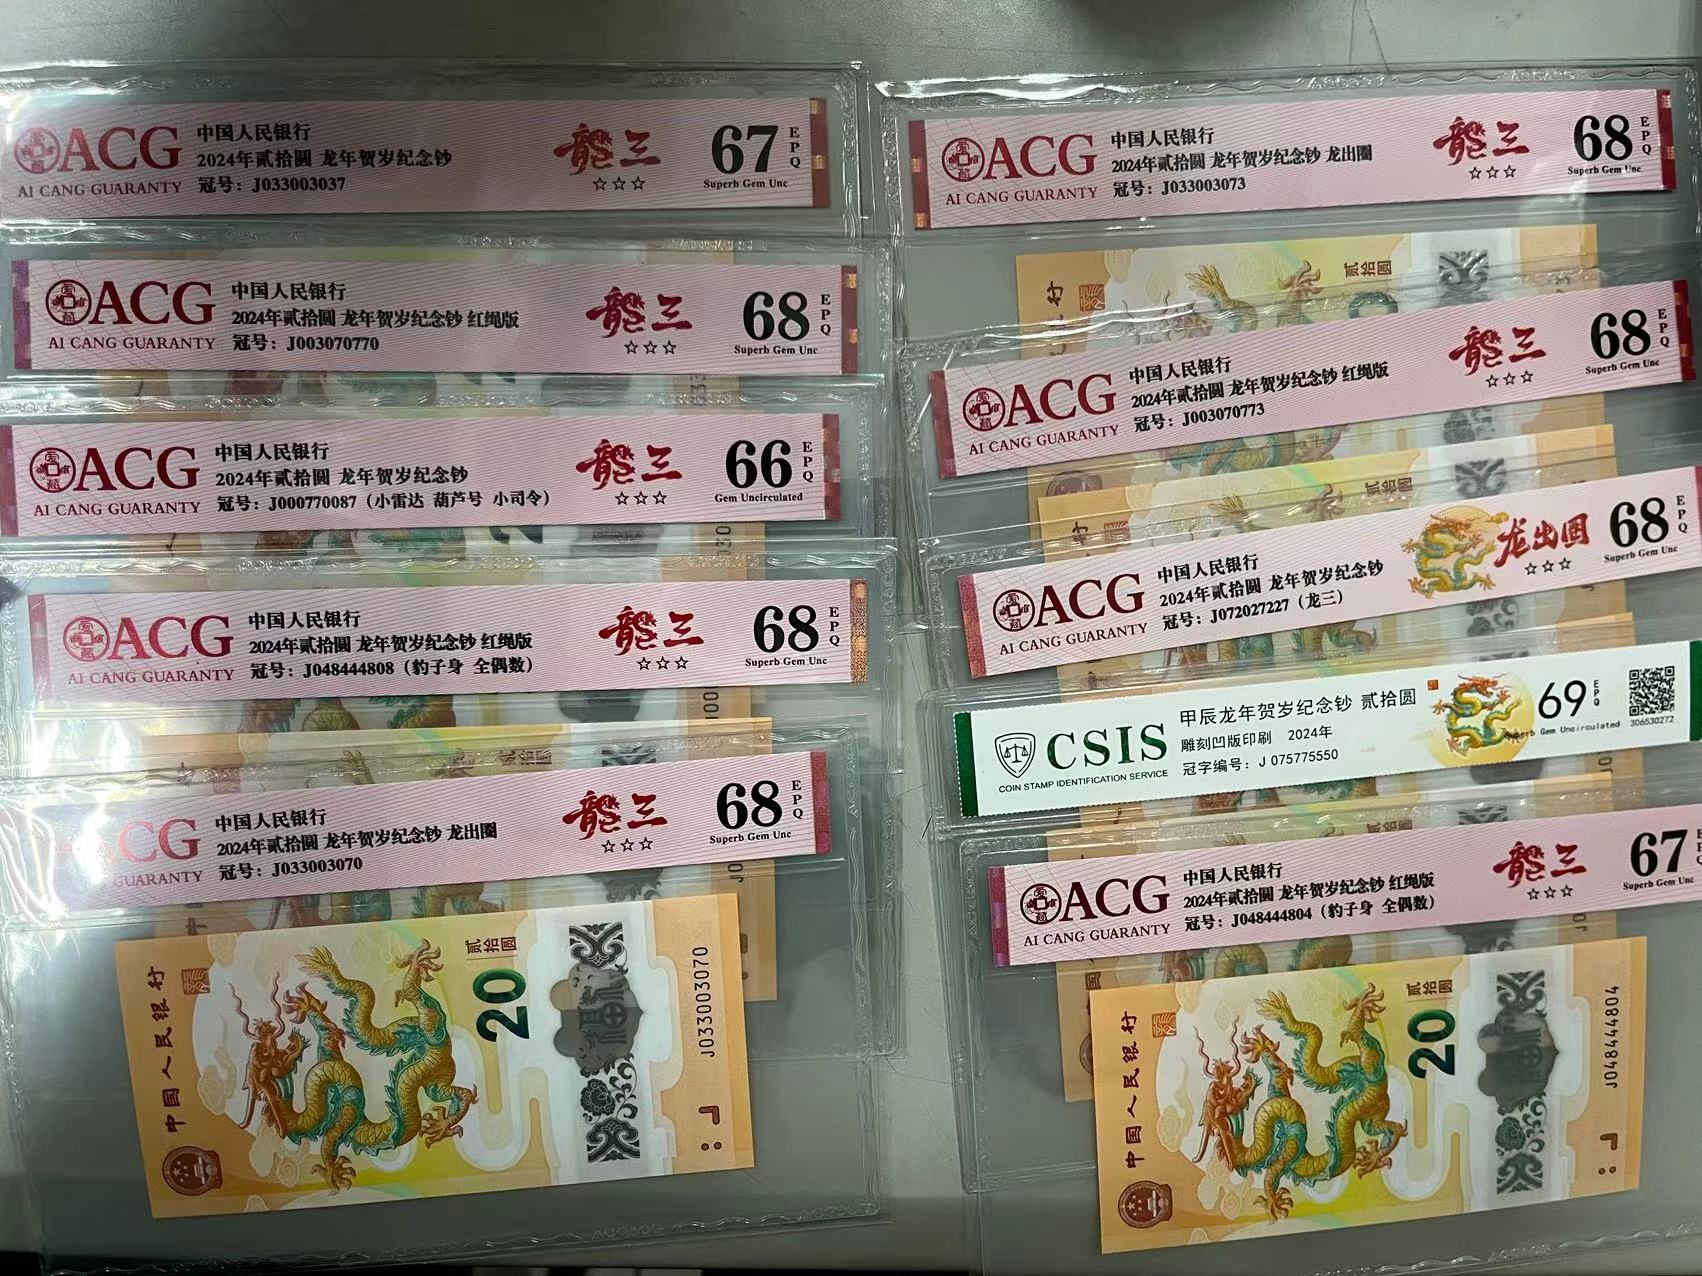 ACG
AI CANG GUARANTY
中国人民银行
2024年贰拾圆 龙年贺岁纪念钞
冠号：J033003037
龍三
☆☆☆
67
EPQ
Superb Gem Unc
ACG
AI CANG GUARANTY
中国人民银行
2024年贰拾圆 龙年贺岁纪念钞 红绳版
冠号：J003070770
龍三
☆☆☆
68
EPQ
Superb Gem Unc
ACG
AI CANG GUARANTY
中国人民银行
2024年贰拾圆 龙年贺岁纪念钞
冠号：J000770087（小雷达 葫芦号 小司令）
龍三
☆☆☆
66
EPQ
Gem Uncirculated
ACG
AI CANG GUARANTY
中国人民银行
2024年贰拾圆 龙年贺岁纪念钞 红绳版
冠号：J048444808（豹子身 全偶数）
龍三
☆☆☆
68
EPQ
Superb Gem Unc
CG
GUARANTY
中国人民银行
2024年贰拾圆 龙年贺岁纪念钞 龙出圈
冠号：J033003070
龍三
☆☆☆
68
EPQ
Superb Gem Unc
中国人民银行
贰拾圆
20
J033003070
ACG
AI CANG GUARANTY
中国人民银行
2024年贰拾圆 龙年贺岁纪念钞 龙出圈
冠号：J033003073
龍三
☆☆☆
68
EPQ
Superb Gem Unc
行
贰拾圆
ACG
AI CANG GUARANTY
中国人民银行
2024年贰拾圆 龙年贺岁纪念钞 红绳版
冠号：J003070773
龍三
☆☆☆
68
EPQ
Superb Gem Unc
行
贰拾圆
ACG
AI CANG GUARANTY
中国人民银行
2024年贰拾圆 龙年贺岁纪念钞
冠号：J072027227（龙三）
龙出圈
☆☆☆
68
EPQ
Superb Gem Unc
CSIS
COIN STAMP IDENTIFICATION SERVICE
甲辰龙年贺岁纪念钞 贰拾圆
雕刻凹版印刷 2024年
冠字编号：J 075775550
69
EPQ
Superb Gem Uncirculated
306530272
ACG
AI CANG GUARANTY
中国人民银行
2024年贰拾圆 龙年贺岁纪念钞 红绳版
冠号：J048444804（豹子身 全偶数）
龍三
☆☆☆
67
Superb Gem Unc
中国人民银行
贰拾圆
20
J048444804